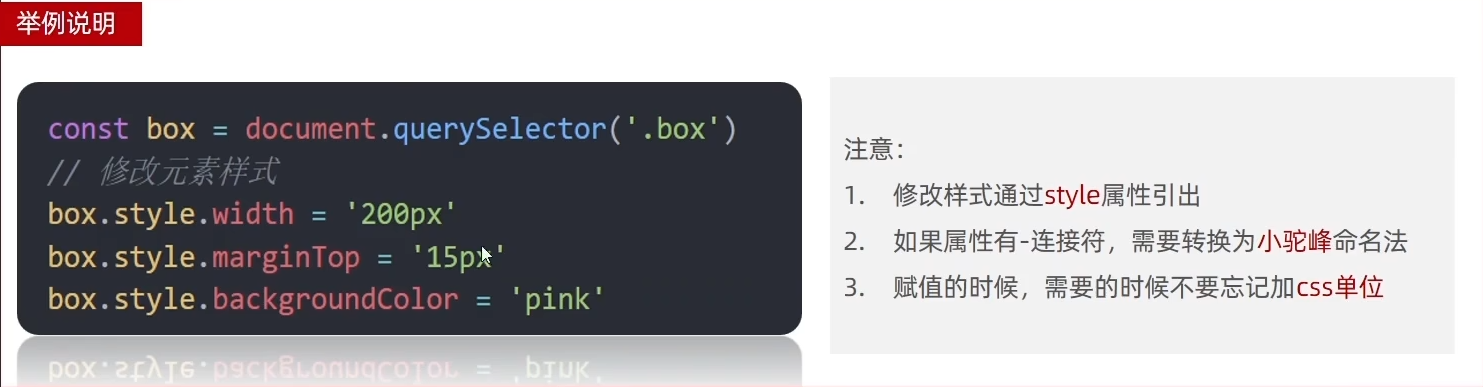 举例说明
const box = document.querySelector('.box')
// 修改元素样式
box.style.width = '200px'
box.style.marginTop = '15px'
box.style.backgroundColor = 'pink'
注意：
1. 修改样式通过style属性引出
2. 如果属性有-连接符，需要转换为小驼峰命名法
3. 赋值的时候，需要的时候不要忘记加css单位